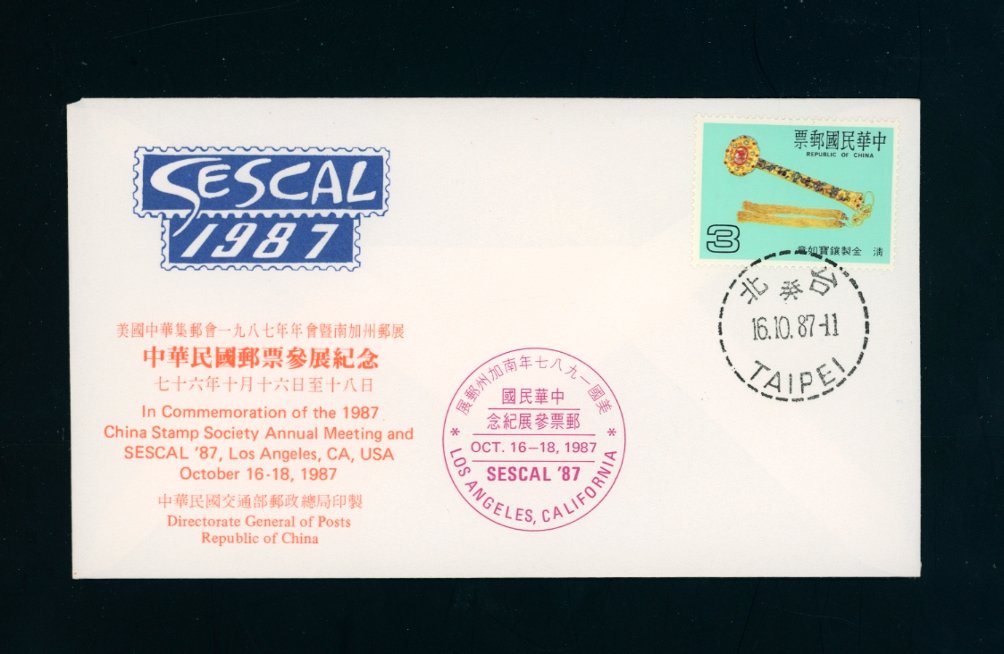 SESCAL
1987
票郵國民華中
REPUBLIC OF CHINA
3
意如寶鑲製金 清
北 台
16.10.87-11
TAIPEI
美國中華集郵會一九八七年年會暨南加州郵展
中華民國郵票參展紀念
七十六年十月十六日至十八日
In Commemoration of the 1987
China Stamp Society Annual Meeting and
SESCAL '87, Los Angeles, CA, USA
October 16-18, 1987
中華民國交通部郵政總局印製
Directorate General of Posts
Republic of China
展郵州加南年七八九一國美
國民華中
念紀展參票郵
OCT. 16-18, 1987
SESCAL '87
* LOS ANGELES, CALIFORNIA *